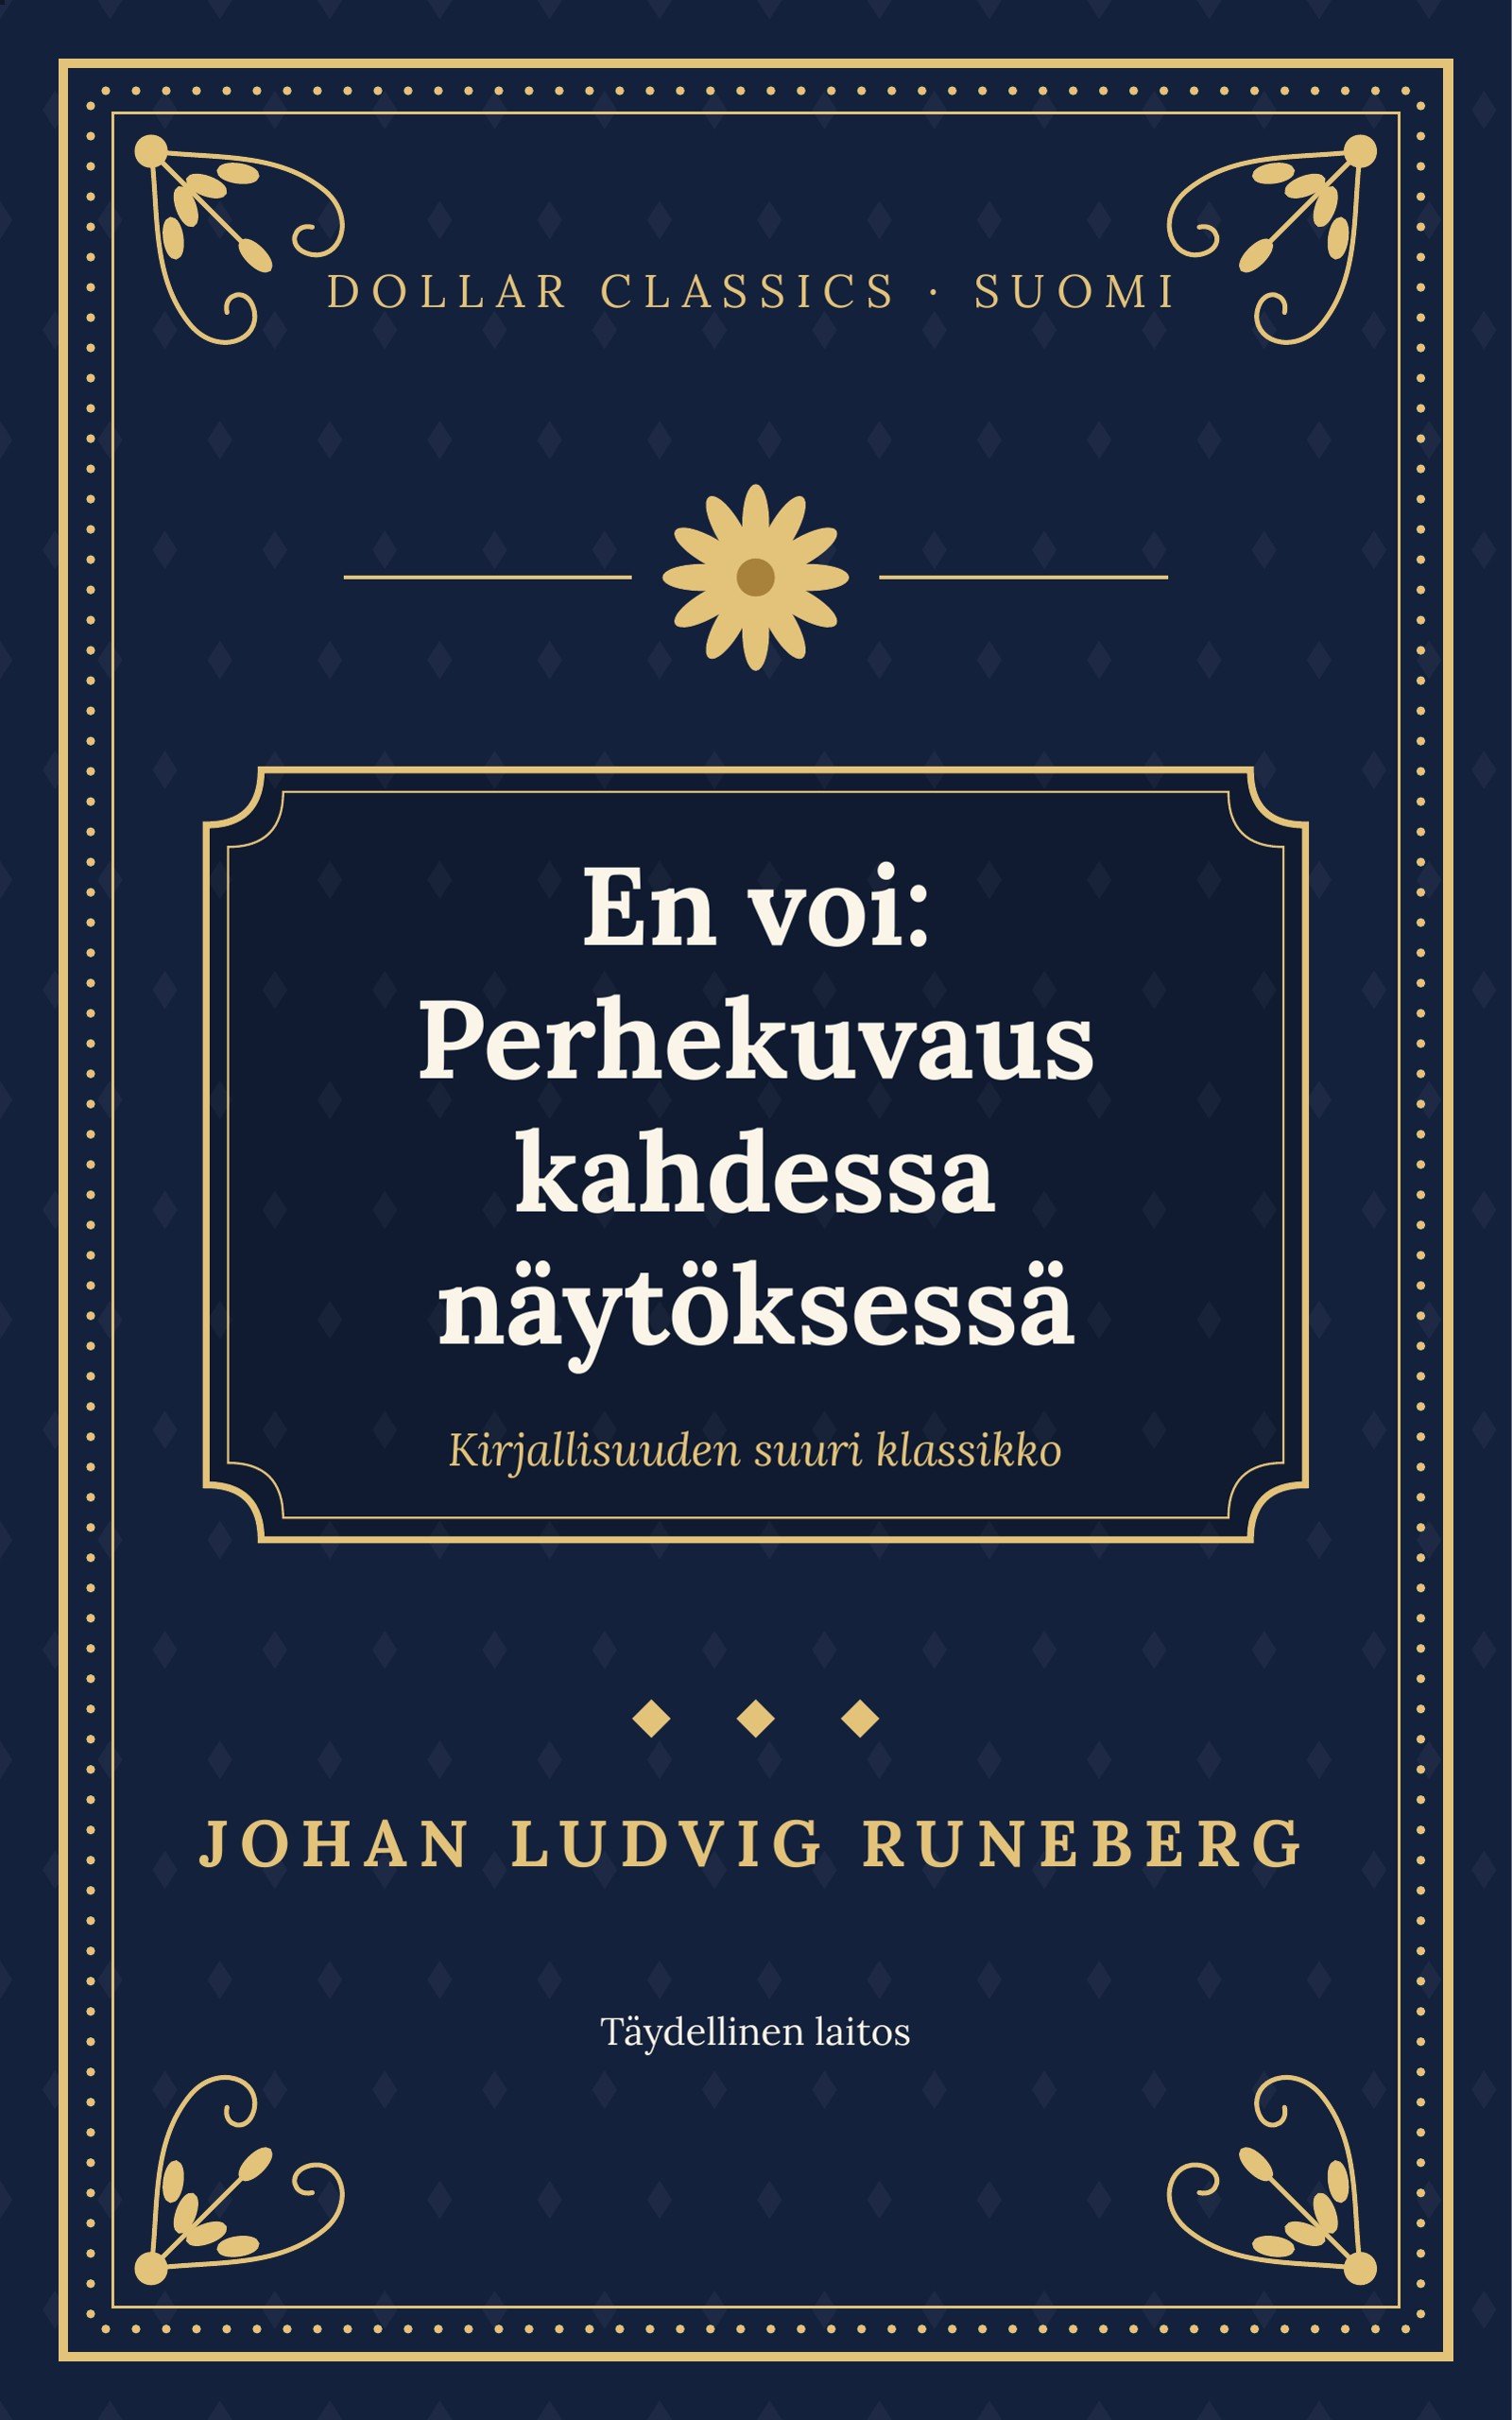 DOLLAR CLASSICS · SUOMI
En voi:
Perhekuvaus
kahdessa
näytöksessä
Kirjallisuuden suuri klassikko
JOHAN LUDVIG RUNEBERG
Täydellinen laitos